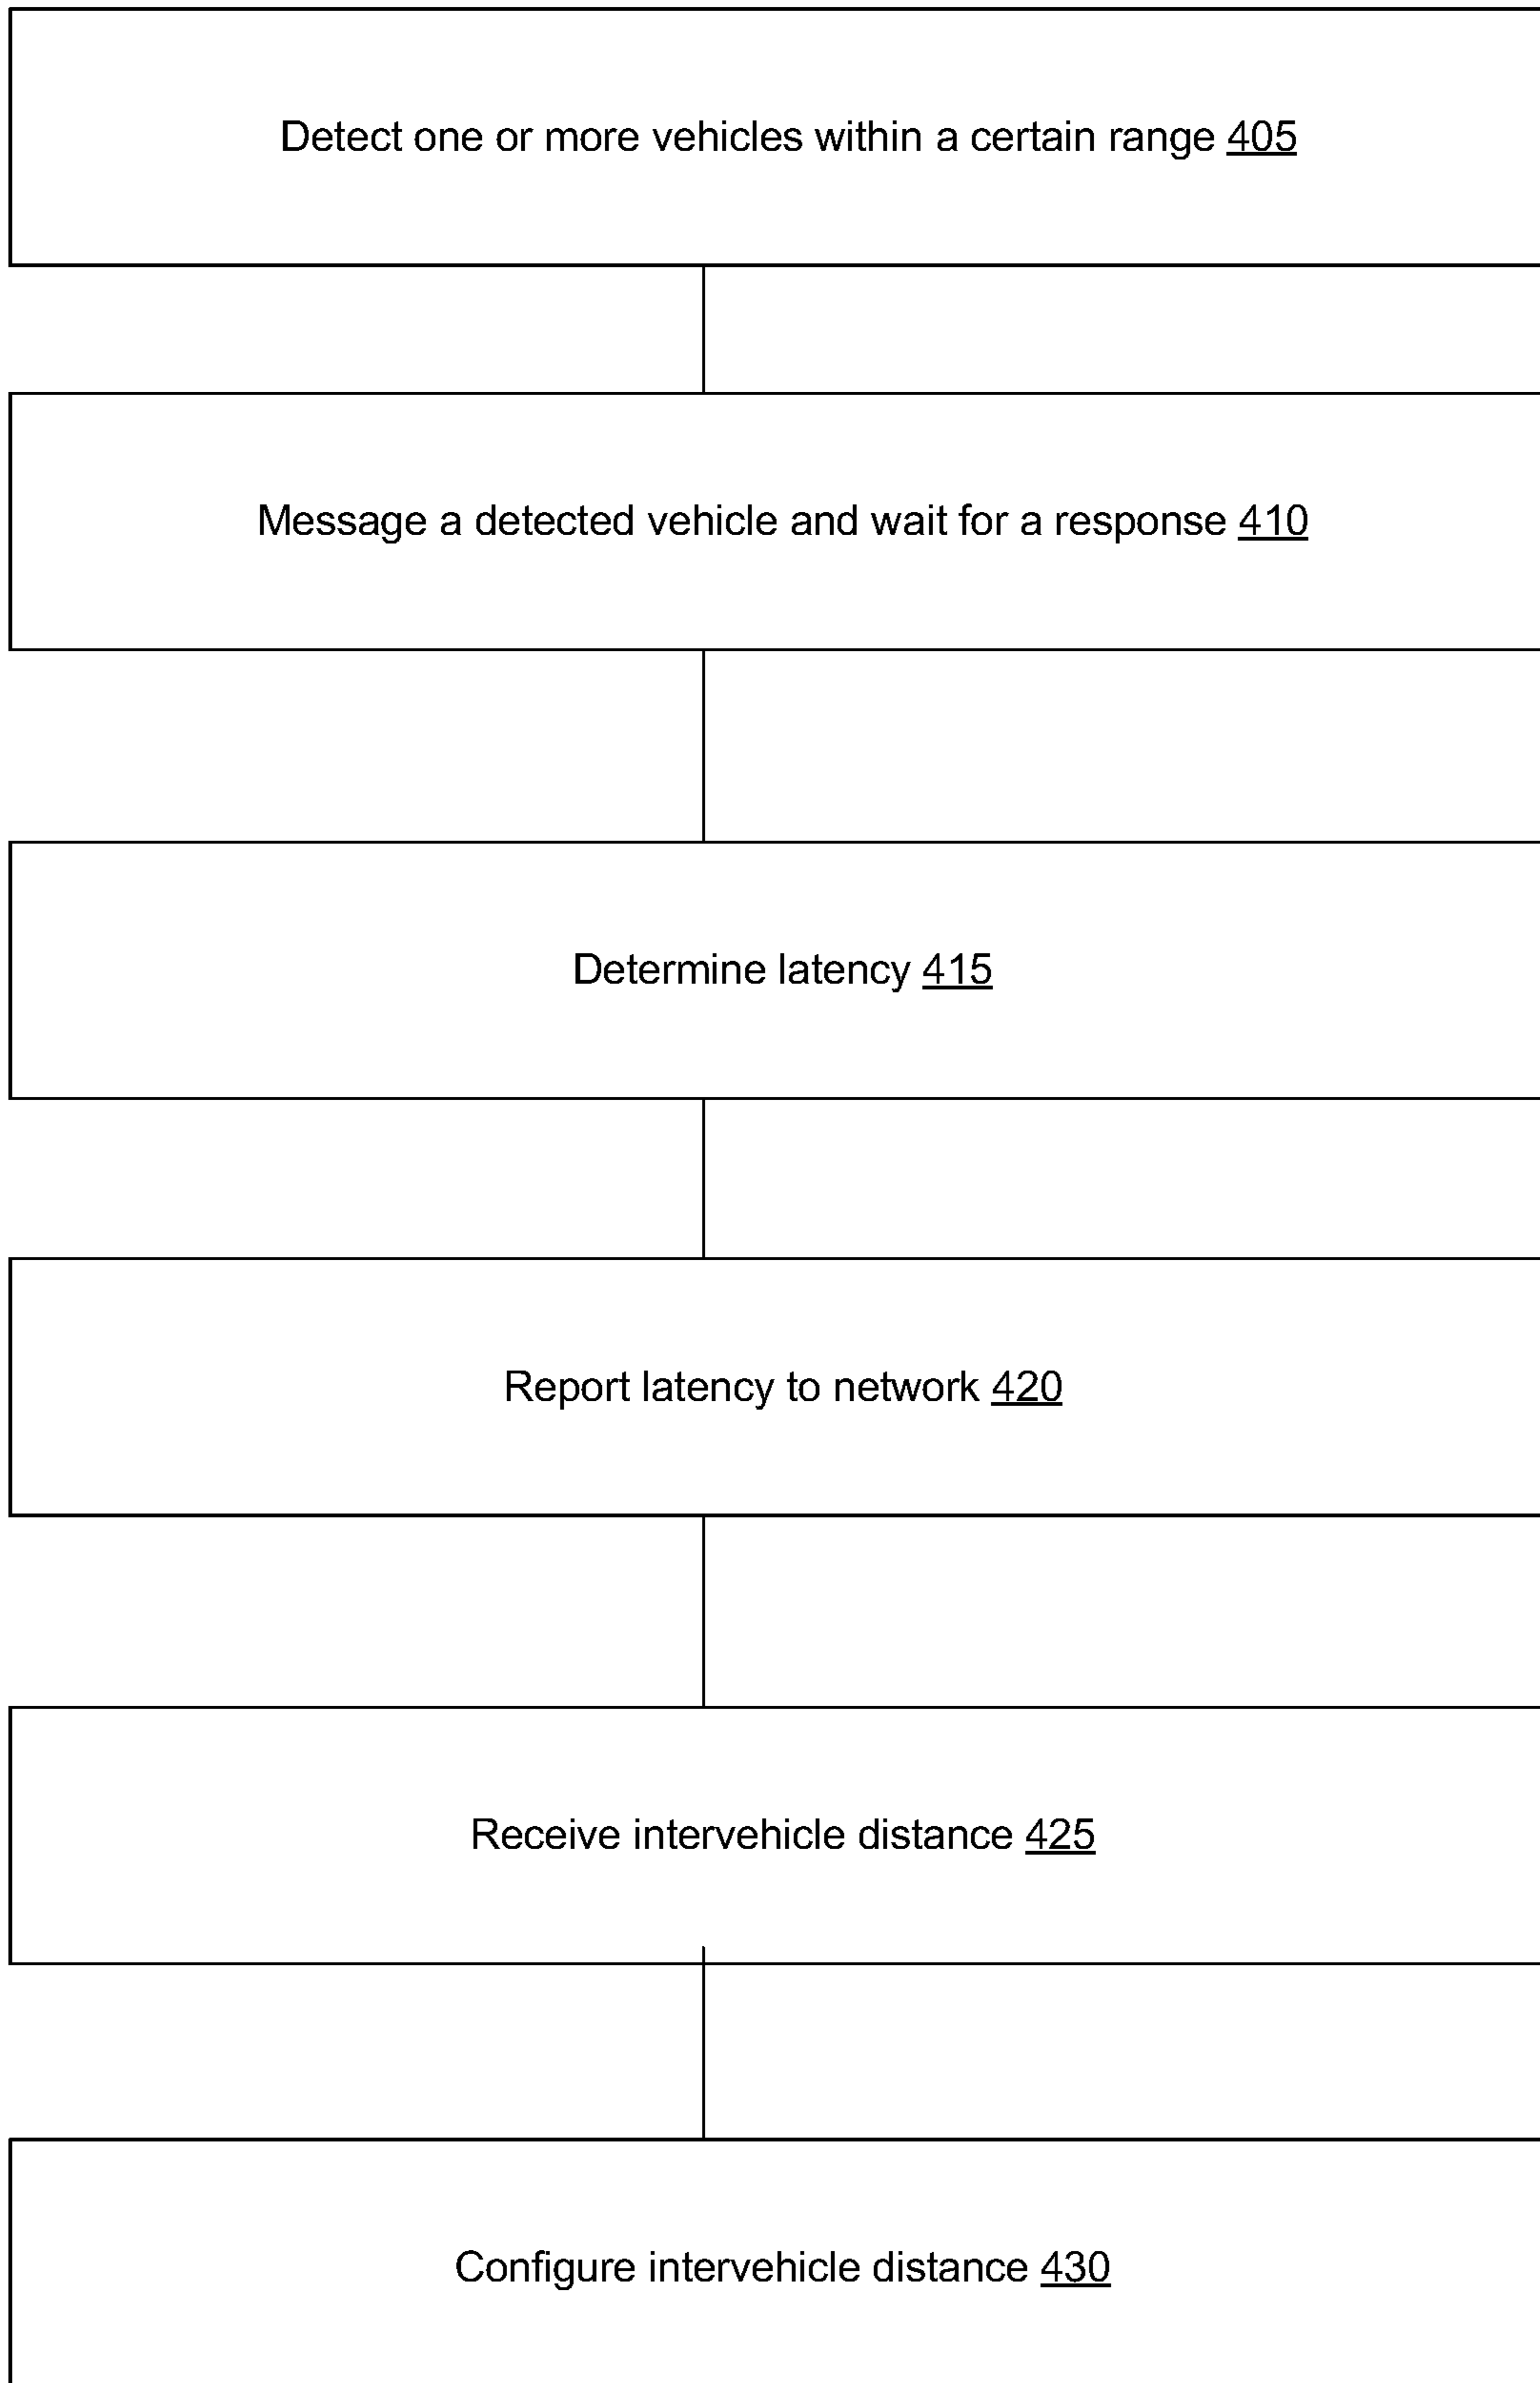 Detect one or more vehicles within a certain range 405
Message a detected vehicle and wait for a response 410
Determine latency 415
Report latency to network 420
Receive intervehicle distance 425
Configure intervehicle distance 430